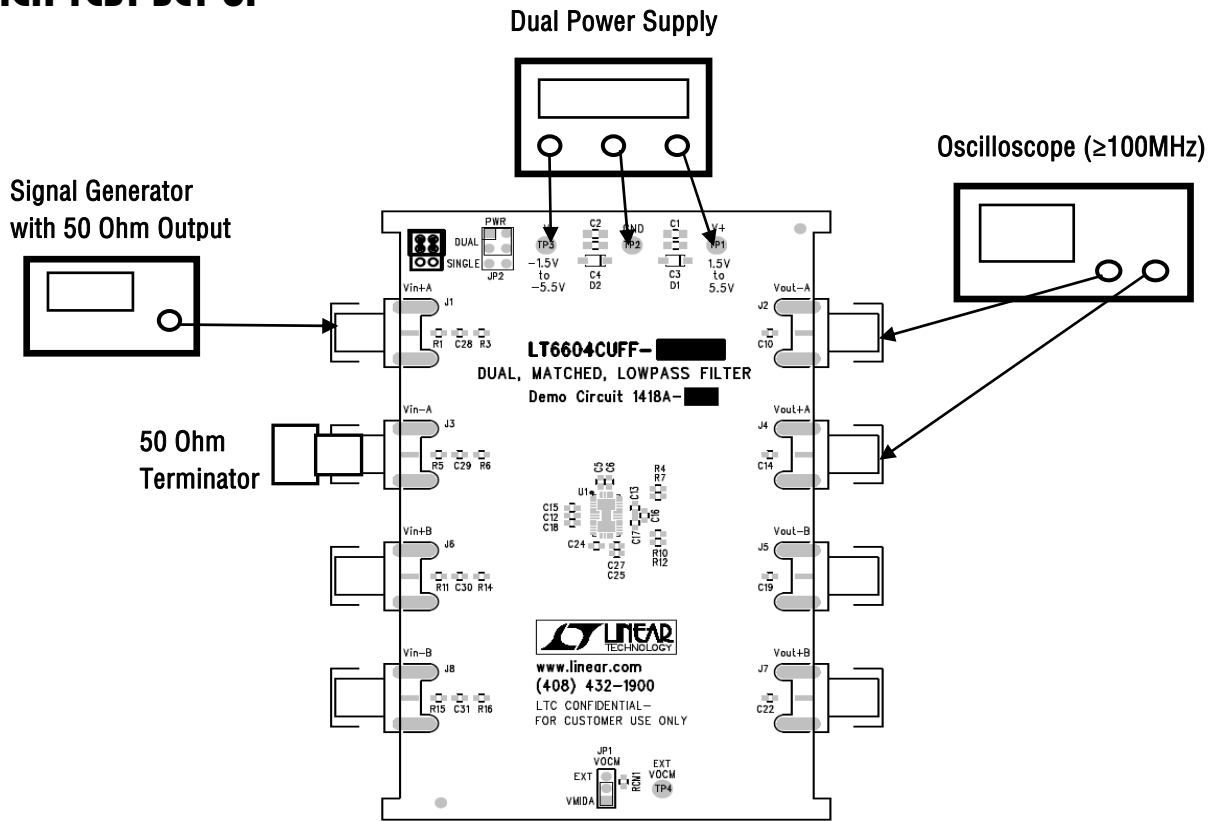 Dual Power Supply
Oscilloscope (≥100MHz)
Signal Generator
with 50 Ohm Output
50 Ohm
Terminator
PWR
DUAL
SINGLE
JP2
TP3
-1.5V
to
-5.5V
C2
C4
D2
GND
TP2
C1
C3
D1
V+
TP1
1.5V
to
5.5V
Vin+A
J1
R1 C28 R3
Vout-A
J2
C10
LT6604CUFF-
DUAL, MATCHED, LOWPASS FILTER
Demo Circuit 1418A-
Vin-A
J3
R5 C29 R6
Vout+A
J4
C14
C5
C6
U1
C15
C12
C18
C24
C27
C25
C13
C16
C17
R4
R7
R10
R12
Vin+B
J6
R11 C30 R14
Vout-B
J5
C19
Vin-B
J8
R15 C31 R16
Vout+B
J7
C22
LINEAR
TECHNOLOGY
www.linear.com
(408) 432-1900
LTC CONFIDENTIAL-
FOR CUSTOMER USE ONLY
JP1
VOCM
EXT
VMIDA
RCM1
EXT
VOCM
TP4